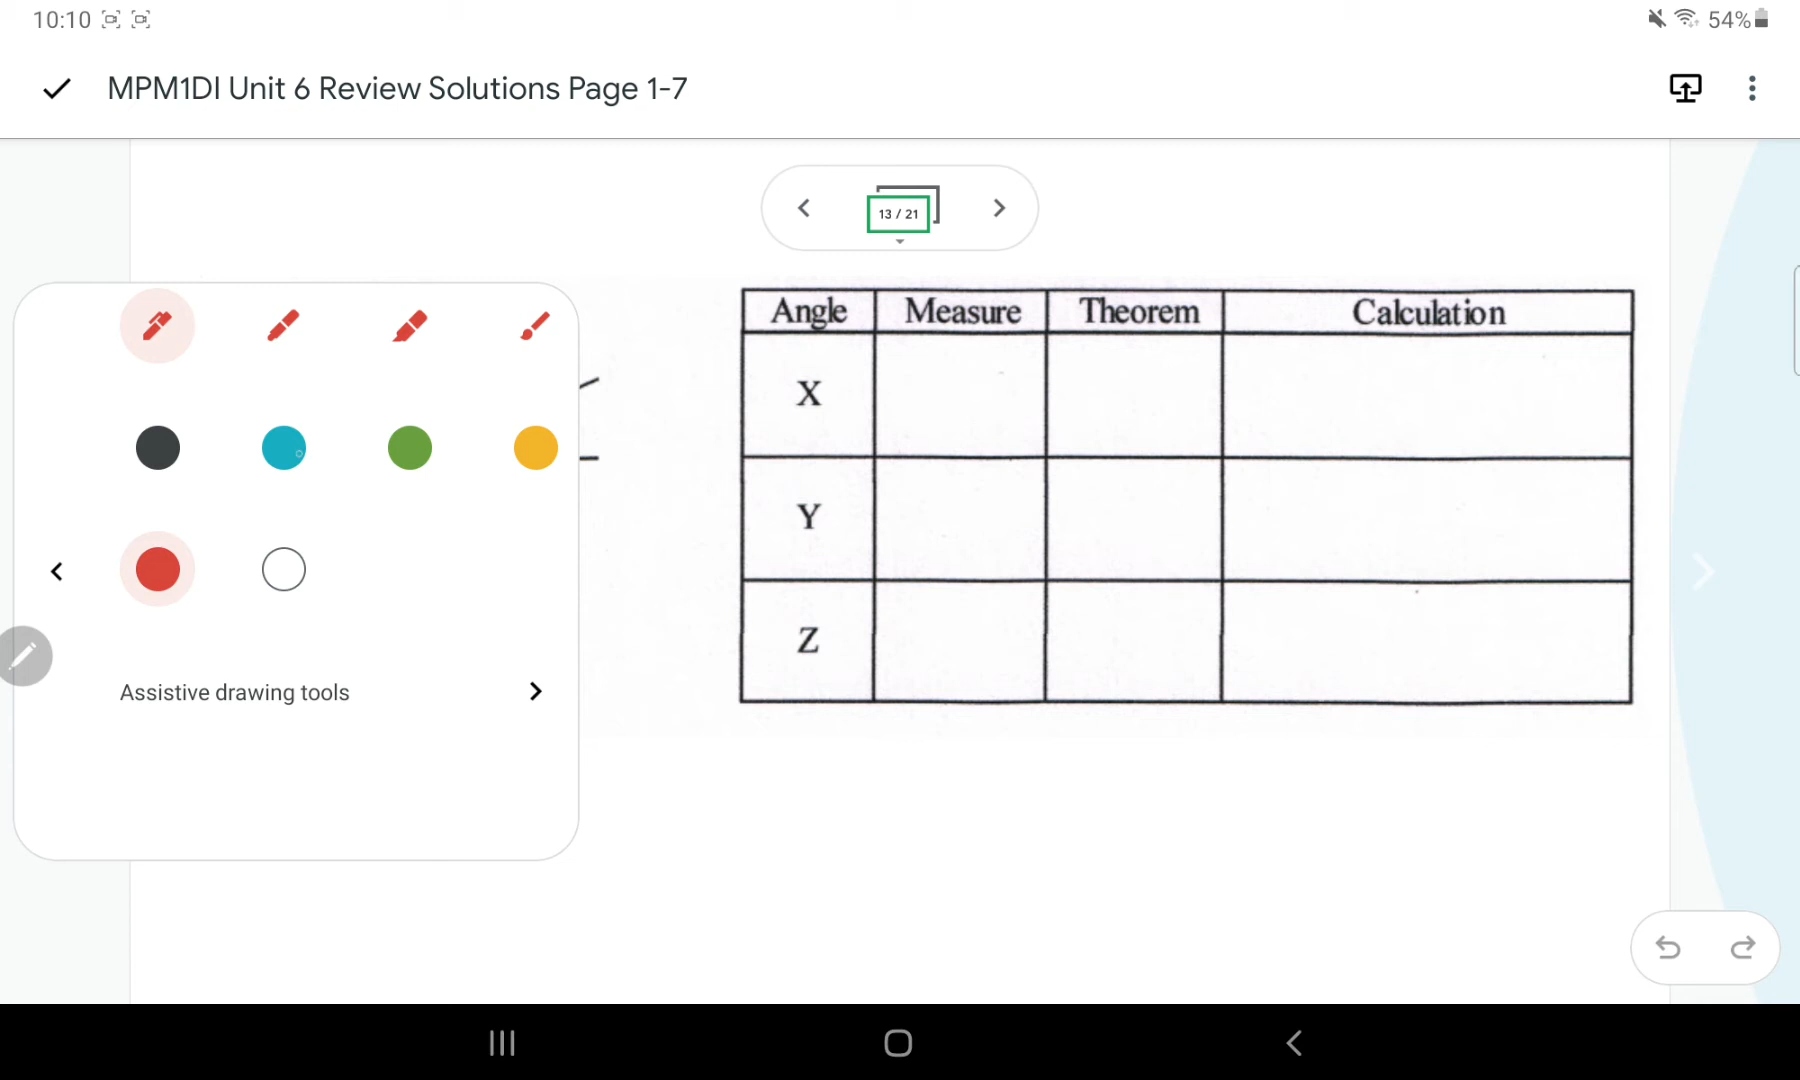 10:10
54%
MPM1DI Unit 6 Review Solutions Page 1-7
13 / 21
Angle Measure Theorem Calculation
X
Y
Z
Assistive drawing tools